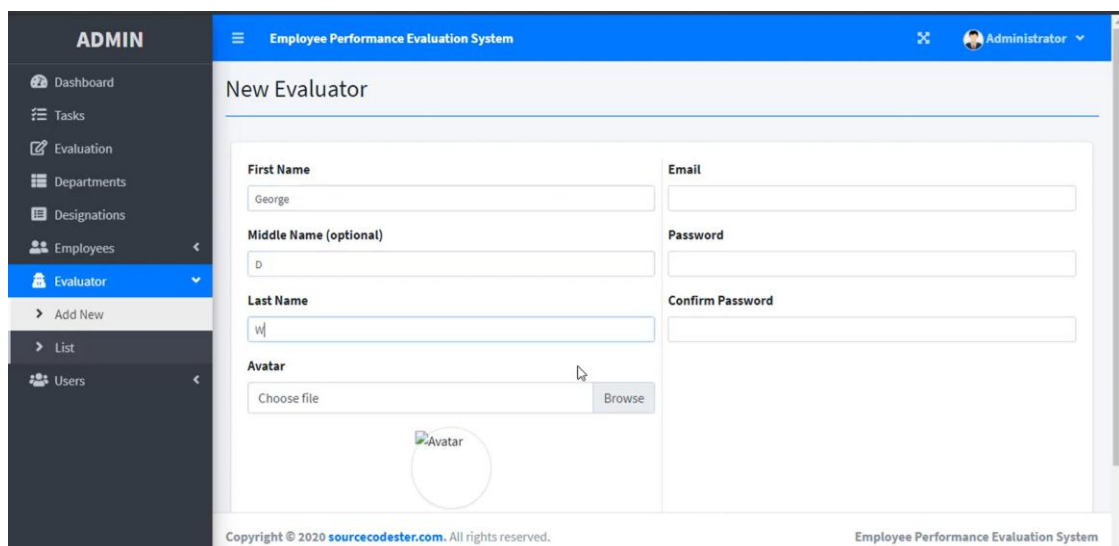 ADMIN
Employee Performance Evaluation System
Administrator
Dashboard
Tasks
Evaluation
Departments
Designations
Employees
Evaluator
Add New
List
Users
New Evaluator
First Name
George
Middle Name (optional)
D
Last Name
W
Avatar
Choose file
Browse
Avatar
Email
Password
Confirm Password
Copyright © 2020 sourcecodester.com. All rights reserved.
Employee Performance Evaluation System